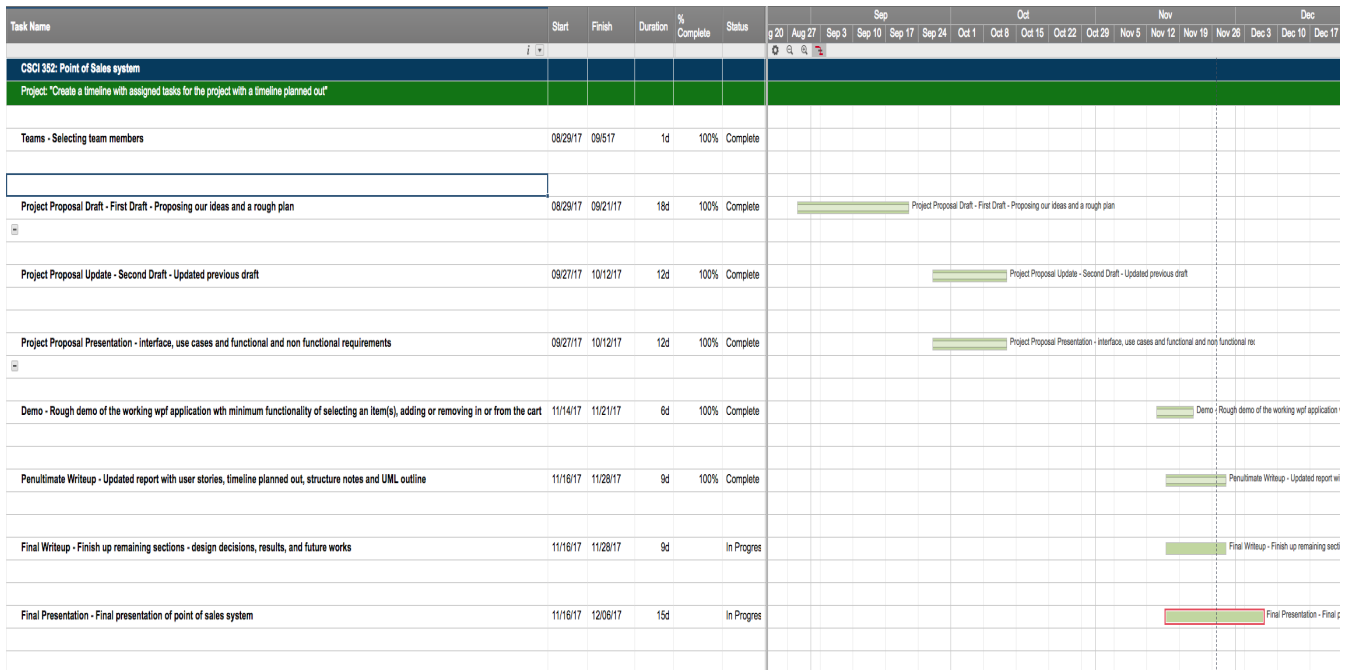 Task Name Start Finish Duration % Complete Status Sep Oct Nov Dec
g 20 Aug 27 Sep 3 Sep 10 Sep 17 Sep 24 Oct 1 Oct 8 Oct 15 Oct 22 Oct 29 Nov 5 Nov 12 Nov 19 Nov 26 Dec 3 Dec 10 Dec 17
i
CSCI 352: Point of Sales system
Project: "Create a timeline with assigned tasks for the project with a timeline planned out"
Teams - Selecting team members 08/29/17 09/517 1d 100% Complete
Project Proposal Draft - First Draft - Proposing our ideas and a rough plan 08/29/17 09/21/17 18d 100% Complete Project Proposal Draft - First Draft - Proposing our ideas and a rough plan
Project Proposal Update - Second Draft - Updated previous draft 09/27/17 10/12/17 12d 100% Complete Project Proposal Update - Second Draft - Updated previous draft
Project Proposal Presentation - interface, use cases and functional and non functional requirements 09/27/17 10/12/17 12d 100% Complete Project Proposal Presentation - interface, use cases and functional and non functional rec
Demo - Rough demo of the working wpf application wth minimum functionality of selecting an item(s), adding or removing in or from the cart 11/14/17 11/21/17 6d 100% Complete Demo - Rough demo of the working wpf application
Penultimate Writeup - Updated report with user stories, timeline planned out, structure notes and UML outline 11/16/17 11/28/17 9d 100% Complete Penultimate Writeup - Updated report wi
Final Writeup - Finish up remaining sections - design decisions, results, and future works 11/16/17 11/28/17 9d In Progres Final Writeup - Finish up remaining secti
Final Presentation - Final presentation of point of sales system 11/16/17 12/06/17 15d In Progres Final Presentation - Final p